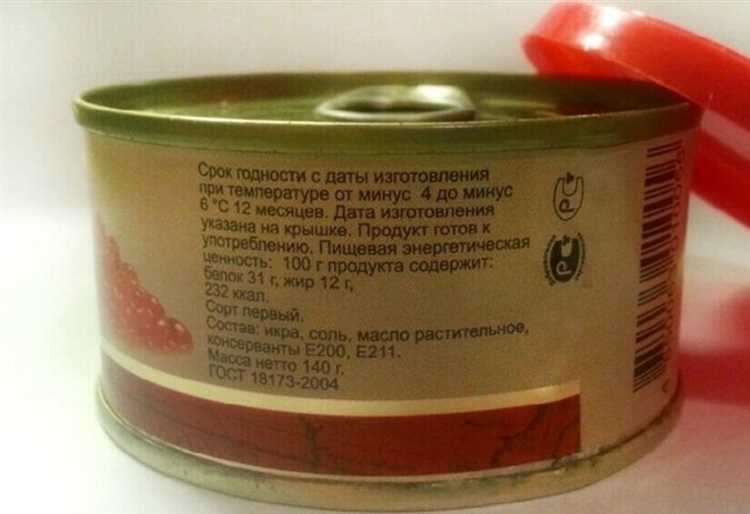 Срок годности с даты изготовления
при температуре от минус 4 до минус
6 °С 12 месяцев. Дата изготовления
указана на крышке. Продукт готов к
употреблению. Пищевая энергетическая
ценность: 100 г продукта содержит:
белок 31 г, жир 12 г,
232 ккал.
Сорт первый.
Состав: икра, соль, масло растительное,
консерванты Е200, Е211.
Масса нетто 140 г.
ГОСТ 18173-2004